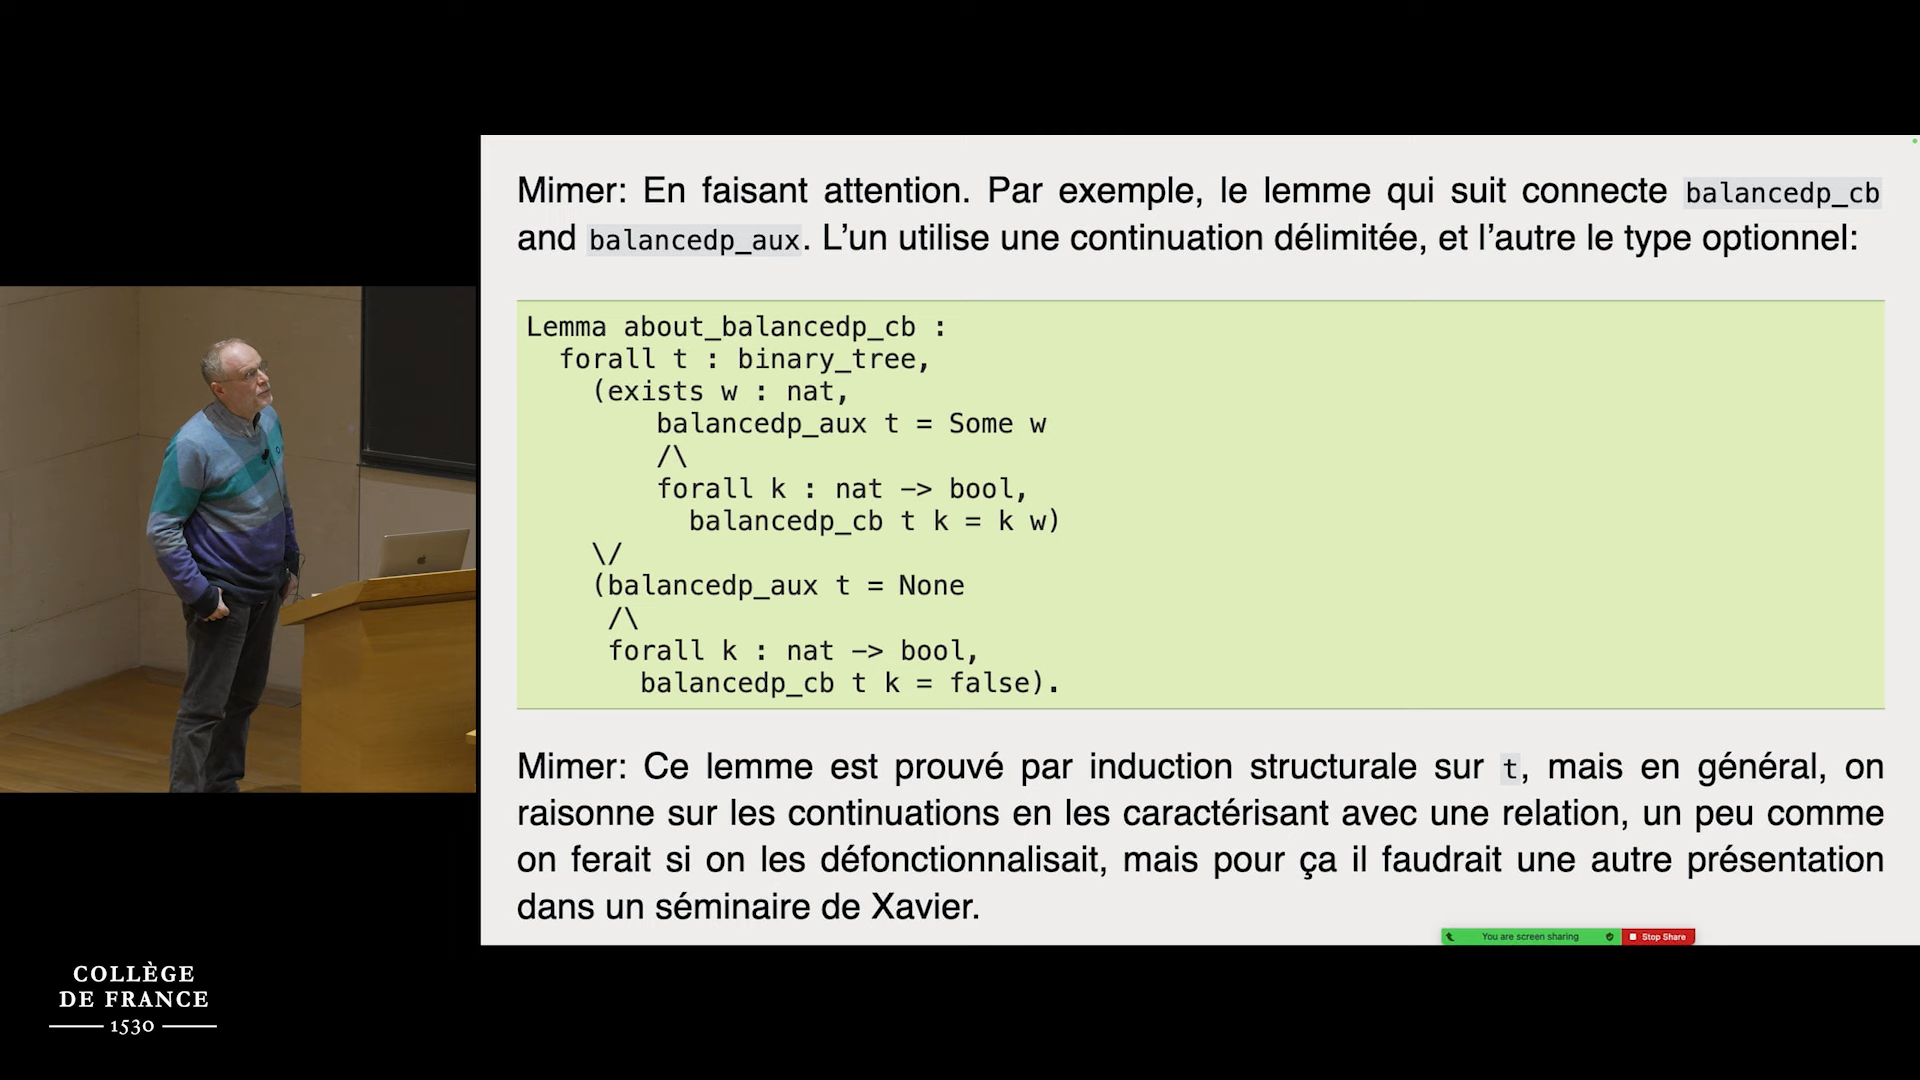 Mimer: En faisant attention. Par exemple, le lemme qui suit connecte balancedp_cb
and balancedp_aux. L'un utilise une continuation délimitée, et l'autre le type optionnel:
Lemma about_balancedp_cb :
forall t : binary_tree,
(exists w : nat,
balancedp_aux t = Some w
/\
forall k : nat -> bool,
balancedp_cb t k = k w)
\/
(balancedp_aux t = None
/\
forall k : nat -> bool,
balancedp_cb t k = false).
Mimer: Ce lemme est prouvé par induction structurale sur t, mais en général, on
raisonne sur les continuations en les caractérisant avec une relation, un peu comme
on ferait si on les défonctionnalisait, mais pour ça il faudrait une autre présentation
dans un séminaire de Xavier.
You are screen sharing Stop Share
COLLÈGE
DE FRANCE
1530